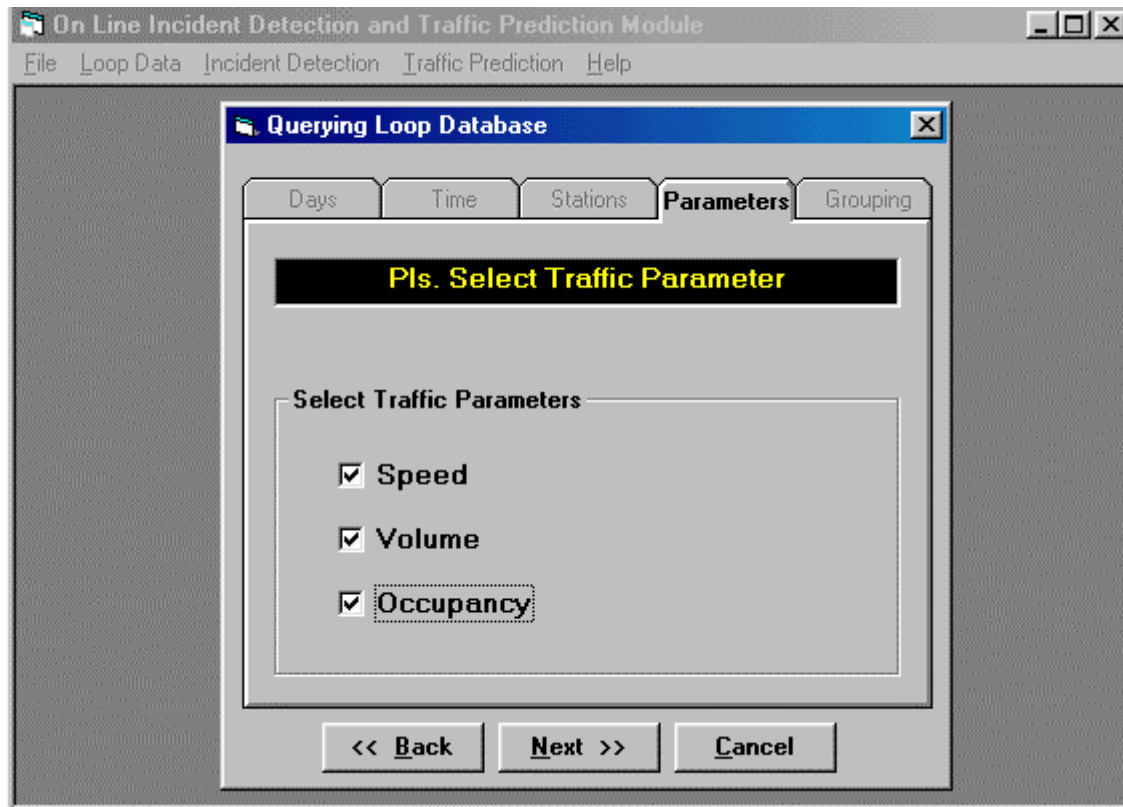 On Line Incident Detection and Traffic Prediction Module
File Loop Data Incident Detection Traffic Prediction Help
Querying Loop Database
Days Time Stations Parameters Grouping
Pls. Select Traffic Parameter
Select Traffic Parameters
Speed
Volume
Occupancy
<< Back Next >> Cancel